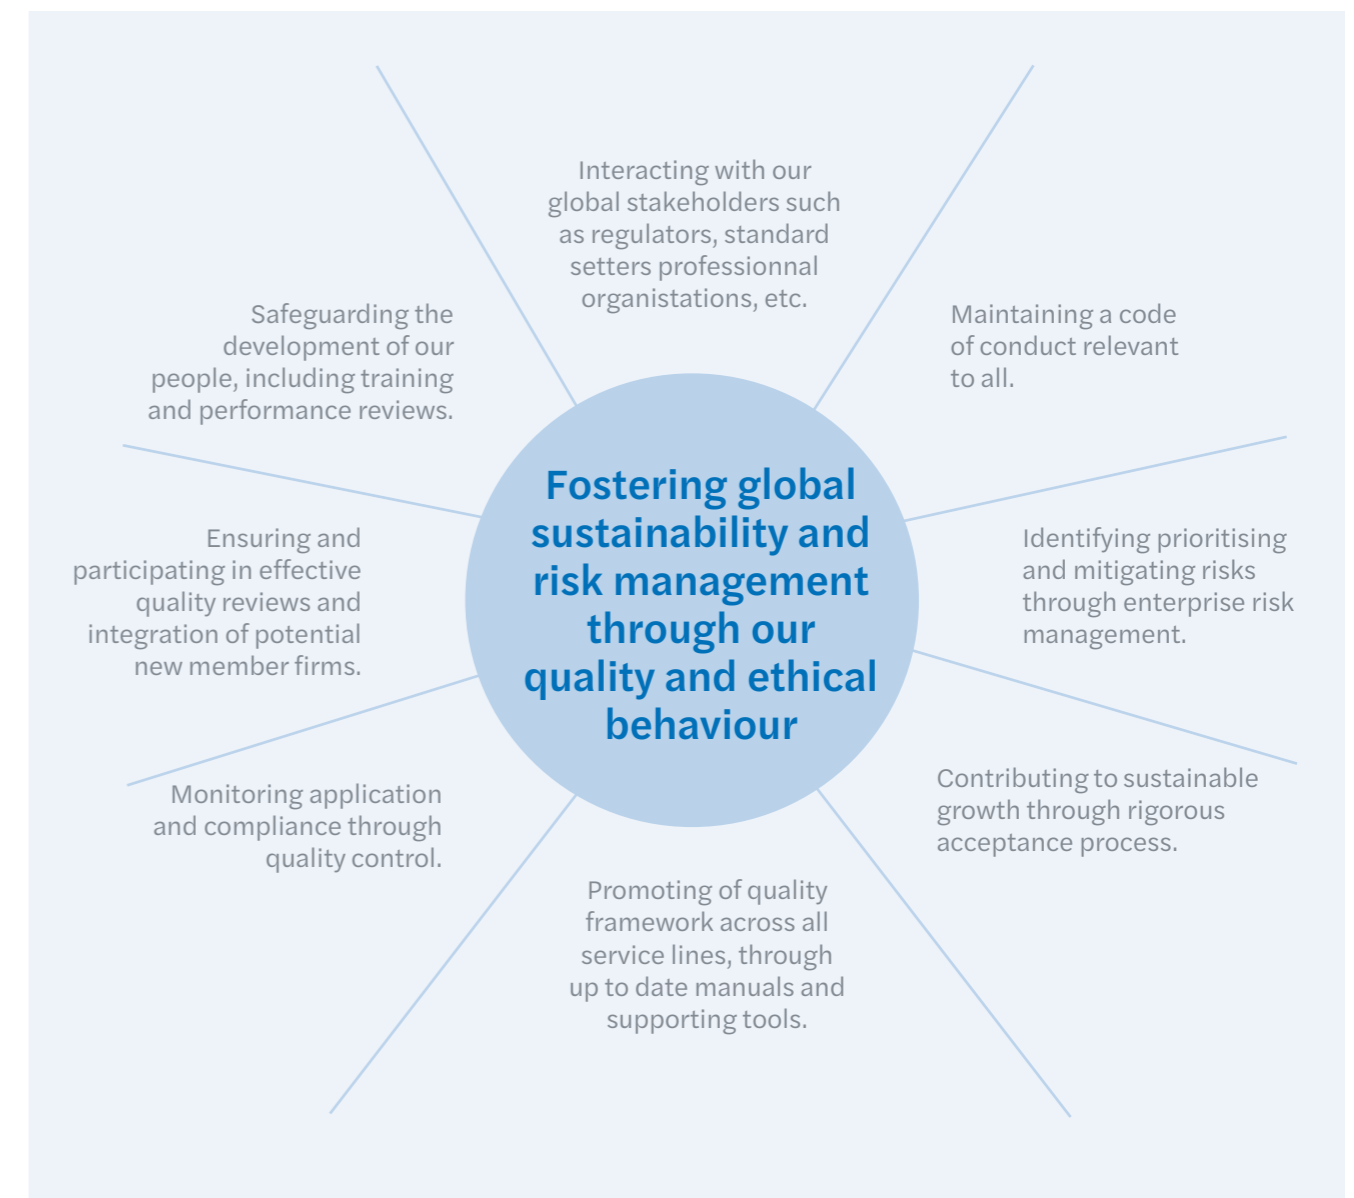 Interacting with our
global stakeholders such
as regulators, standard
setters professionnal
organistations, etc.
Maintaining a code
of conduct relevant
to all.
Identifying prioritising
and mitigating risks
through enterprise risk
management.
Contributing to sustainable
growth through rigorous
acceptance process.
Promoting of quality
framework across all
service lines, through
up to date manuals and
supporting tools.
Monitoring application
and compliance through
quality control.
Ensuring and
participating in effective
quality reviews and
integration of potential
new member firms.
Safeguarding the
development of our
people, including training
and performance reviews.
Fostering global
sustainability and
risk management
through our
quality and ethical
behaviour